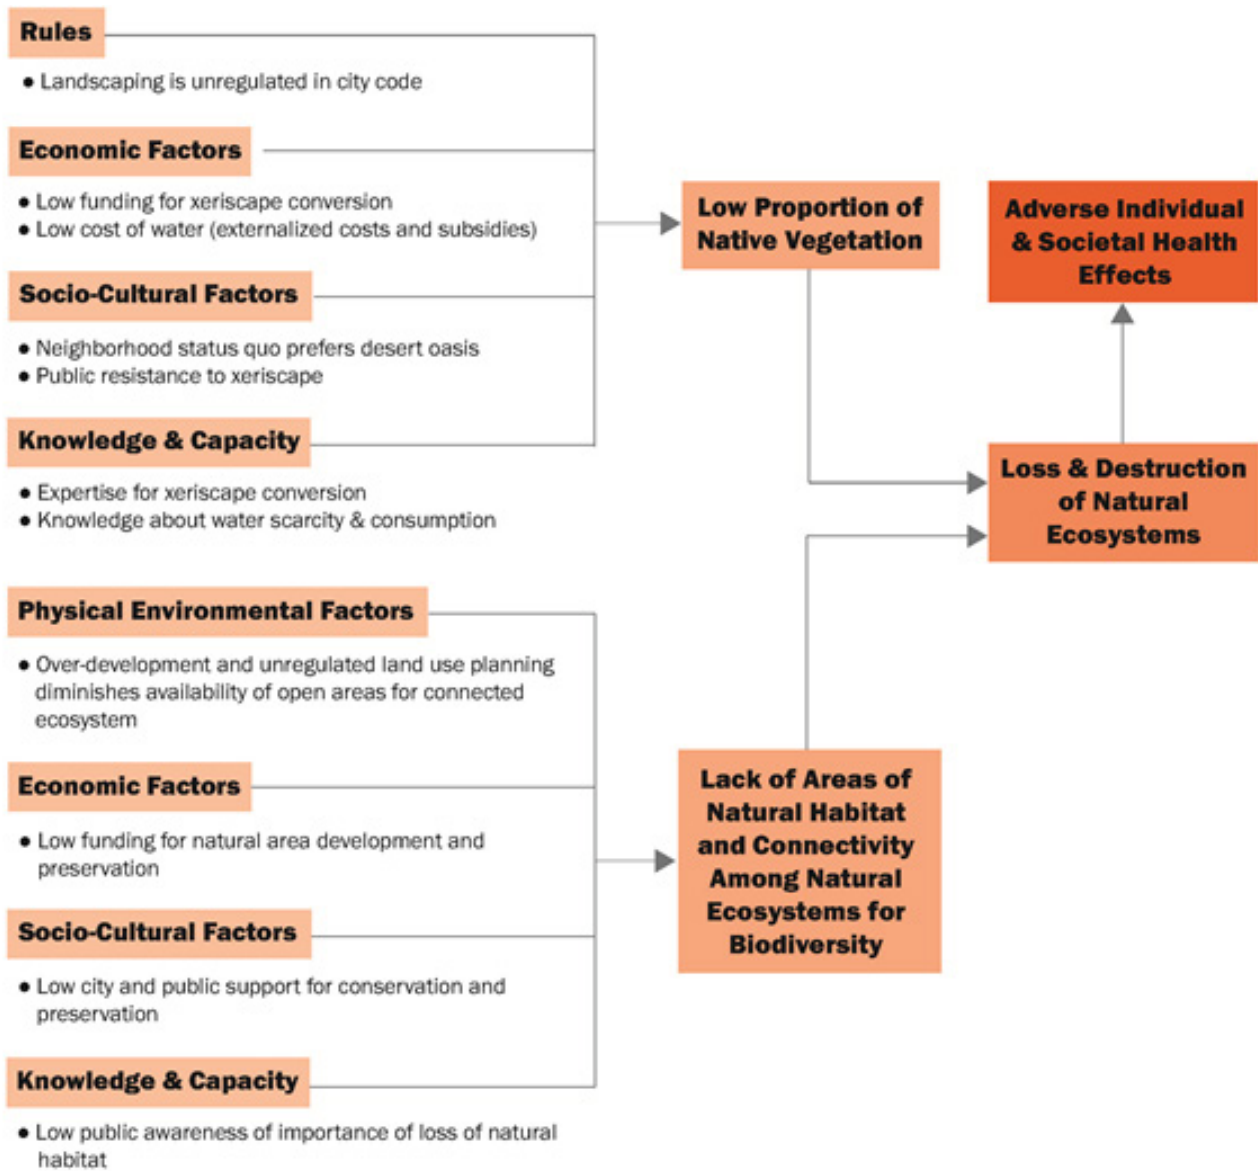 Rules
● Landscaping is unregulated in city code
Economic Factors
● Low funding for xeriscape conversion
● Low cost of water (externalized costs and subsidies)
Socio-Cultural Factors
● Neighborhood status quo prefers desert oasis
● Public resistance to xeriscape
Knowledge & Capacity
● Expertise for xeriscape conversion
● Knowledge about water scarcity & consumption
Low Proportion of
Native Vegetation
Adverse Individual
& Societal Health
Effects
Loss & Destruction
of Natural
Ecosystems
Physical Environmental Factors
● Over-development and unregulated land use planning
diminishes availability of open areas for connected
ecosystem
Economic Factors
● Low funding for natural area development and
preservation
Socio-Cultural Factors
● Low city and public support for conservation and
preservation
Knowledge & Capacity
● Low public awareness of importance of loss of natural
habitat
Lack of Areas of
Natural Habitat
and Connectivity
Among Natural
Ecosystems for
Biodiversity